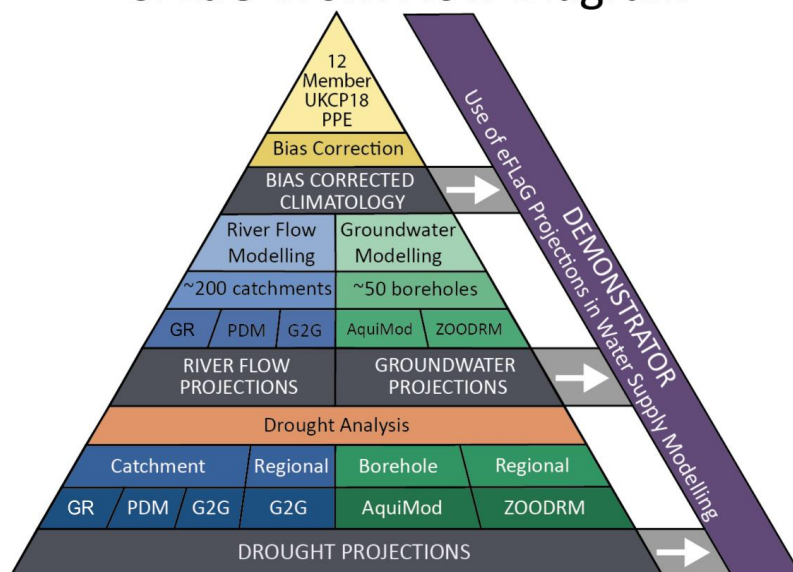 12
Member
UKCP18
PPE
Bias Correction
BIAS CORRECTED
CLIMATOLOGY
River Flow
Modelling
Groundwater
Modelling
~200 catchments
~50 boreholes
GR
PDM
G2G
AquiMod
ZOODRM
RIVER FLOW
PROJECTIONS
GROUNDWATER
PROJECTIONS
Drought Analysis
Catchment
Regional
Borehole
Regional
GR
PDM
G2G
G2G
AquiMod
ZOODRM
DROUGHT PROJECTIONS
DEMONSTRATOR
Use of eFLaG Projections in Water Supply Modelling